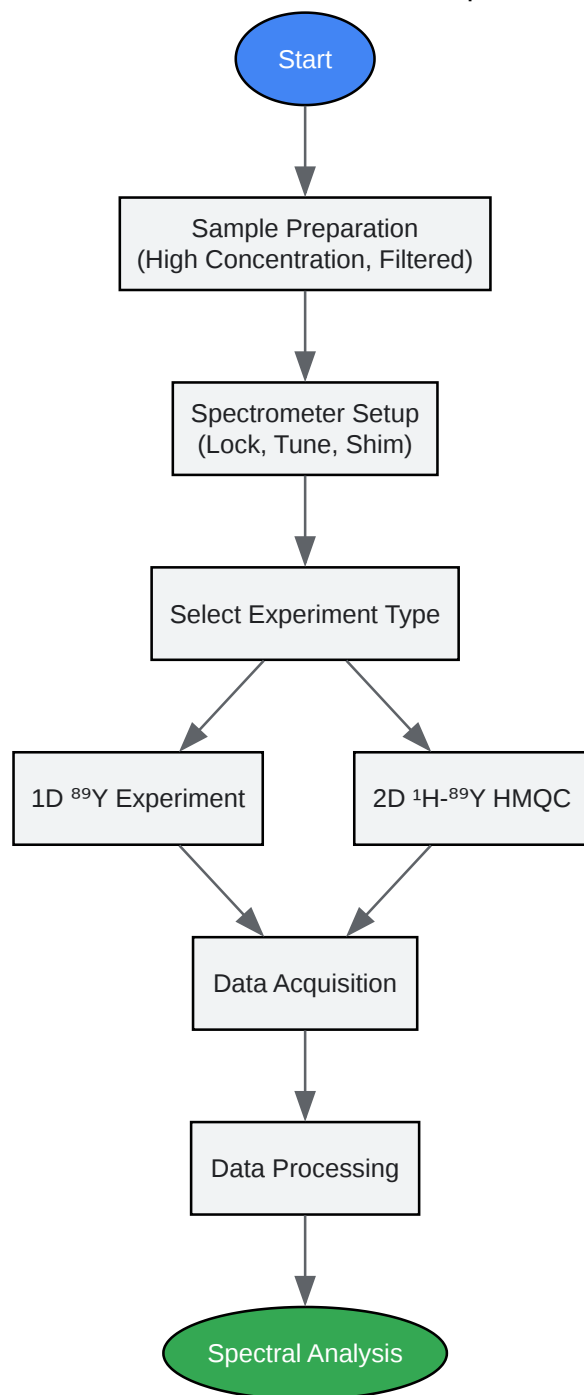 Start
Sample Preparation
(High Concentration, Filtered)
Spectrometer Setup
(Lock, Tune, Shim)
Select Experiment Type
1D ⁸⁹Y Experiment
2D ¹H-⁸⁹Y HMQC
Data Acquisition
Data Processing
Spectral Analysis